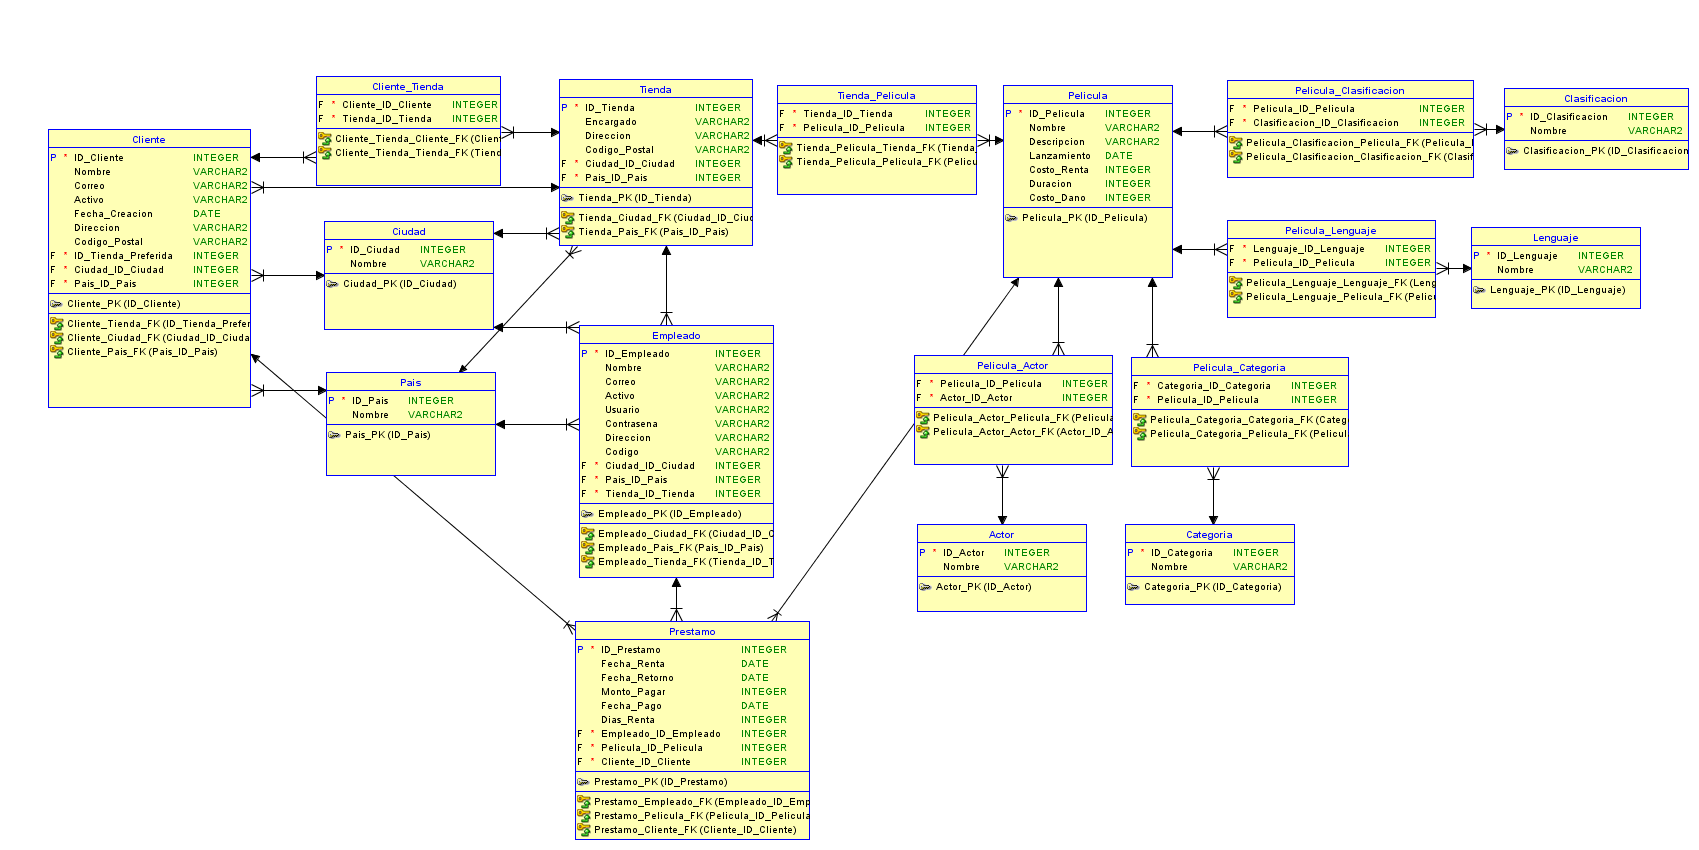 Cliente
P * ID_Cliente INTEGER
Nombre VARCHAR2
Correo VARCHAR2
Activo VARCHAR2
Fecha_Creacion DATE
Direccion VARCHAR2
Codigo_Postal VARCHAR2
F * ID_Tienda_Preferida INTEGER
F * Ciudad_ID_Ciudad INTEGER
F * Pais_ID_Pais INTEGER
Cliente_PK (ID_Cliente)
Cliente_Tienda_FK (ID_Tienda_Prefer
Cliente_Ciudad_FK (Ciudad_ID_Ciuda
Cliente_Pais_FK (Pais_ID_Pais)
Cliente_Tienda
F * Cliente_ID_Cliente INTEGER
F * Tienda_ID_Tienda INTEGER
Cliente_Tienda_Cliente_FK (Clien
Cliente_Tienda_Tienda_FK (Tiend
Ciudad
P * ID_Ciudad INTEGER
Nombre VARCHAR2
Ciudad_PK (ID_Ciudad)
Pais
P * ID_Pais INTEGER
Nombre VARCHAR2
Pais_PK (ID_Pais)
Tienda
P * ID_Tienda INTEGER
Encargado VARCHAR2
Direccion VARCHAR2
Codigo_Postal VARCHAR2
F * Ciudad_ID_Ciudad INTEGER
F * Pais_ID_Pais INTEGER
Tienda_PK (ID_Tienda)
Tienda_Ciudad_FK (Ciudad_ID_Ciud
Tienda_Pais_FK (Pais_ID_Pais)
Empleado
P * ID_Empleado INTEGER
Nombre VARCHAR2
Correo VARCHAR2
Activo VARCHAR2
Usuario VARCHAR2
Contrasena VARCHAR2
Direccion VARCHAR2
Codigo VARCHAR2
F * Ciudad_ID_Ciudad INTEGER
F * Pais_ID_Pais INTEGER
F * Tienda_ID_Tienda INTEGER
Empleado_PK (ID_Empleado)
Empleado_Ciudad_FK (Ciudad_ID_C
Empleado_Pais_FK (Pais_ID_Pais)
Empleado_Tienda_FK (Tienda_ID_T
Prestamo
P * ID_Prestamo INTEGER
Fecha_Renta DATE
Fecha_Retorno DATE
Monto_Pagar INTEGER
Fecha_Pago DATE
Dias_Renta INTEGER
F * Empleado_ID_Empleado INTEGER
F * Pelicula_ID_Pelicula INTEGER
F * Cliente_ID_Cliente INTEGER
Prestamo_PK (ID_Prestamo)
Prestamo_Empleado_FK (Empleado_ID_Emp
Prestamo_Pelicula_FK (Pelicula_ID_Pelicula
Prestamo_Cliente_FK (Cliente_ID_Cliente)
Tienda_Pelicula
F * Tienda_ID_Tienda INTEGER
F * Pelicula_ID_Pelicula INTEGER
Tienda_Pelicula_Tienda_FK (Tienda_
Tienda_Pelicula_Pelicula_FK (Pelicu
Pelicula
P * ID_Pelicula INTEGER
Nombre VARCHAR2
Descripcion VARCHAR2
Lanzamiento DATE
Costo_Renta INTEGER
Duracion INTEGER
Costo_Dano INTEGER
Pelicula_PK (ID_Pelicula)
Pelicula_Clasificacion
F * Pelicula_ID_Pelicula INTEGER
F * Clasificacion_ID_Clasificacion INTEGER
Pelicula_Clasificacion_Pelicula_FK (Pelicula_I
Pelicula_Clasificacion_Clasificacion_FK (Clasif
Clasificacion
P * ID_Clasificacion INTEGER
Nombre VARCHAR2
Clasificacion_PK (ID_Clasificacion
Pelicula_Lenguaje
F * Lenguaje_ID_Lenguaje INTEGER
F * Pelicula_ID_Pelicula INTEGER
Pelicula_Lenguaje_Lenguaje_FK (Leng
Pelicula_Lenguaje_Pelicula_FK (Pelicu
Lenguaje
P * ID_Lenguaje INTEGER
Nombre VARCHAR2
Lenguaje_PK (ID_Lenguaje)
Pelicula_Actor
F * Pelicula_ID_Pelicula INTEGER
F * Actor_ID_Actor INTEGER
Pelicula_Actor_Pelicula_FK (Pelicula
Pelicula_Actor_Actor_FK (Actor_ID_A
Pelicula_Categoria
F * Categoria_ID_Categoria INTEGER
F * Pelicula_ID_Pelicula INTEGER
Pelicula_Categoria_Categoria_FK (Categ
Pelicula_Categoria_Pelicula_FK (Pelicul
Actor
P * ID_Actor INTEGER
Nombre VARCHAR2
Actor_PK (ID_Actor)
Categoria
P * ID_Categoria INTEGER
Nombre VARCHAR2
Categoria_PK (ID_Categoria)